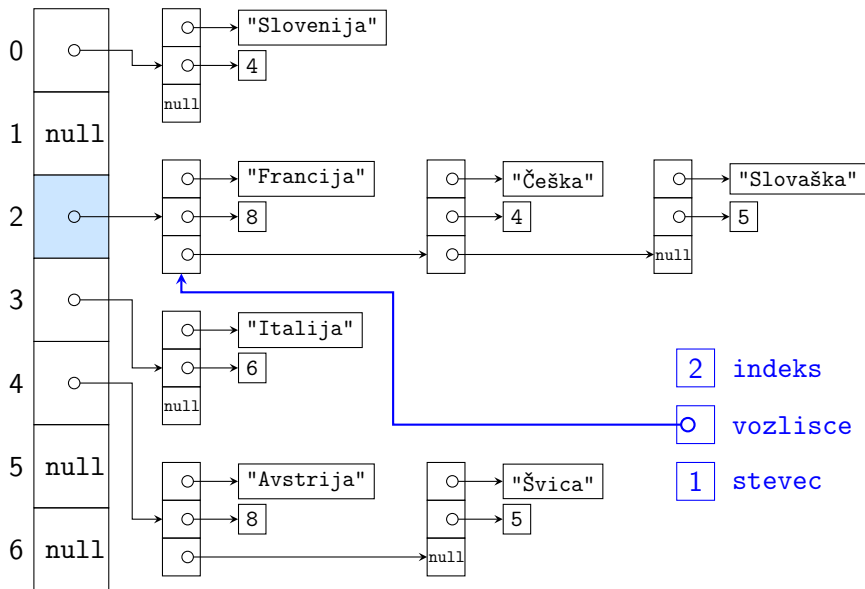 "Slovenija"
0
4
null
1 null
"Francija" "Češka" "Slovaška"
2 8 4 5
null
3
"Italija"
6
2 indeks
4
null
vozlisce
5 null
"Avstrija" "Švica"
1 stevec
8 5
6 null
null